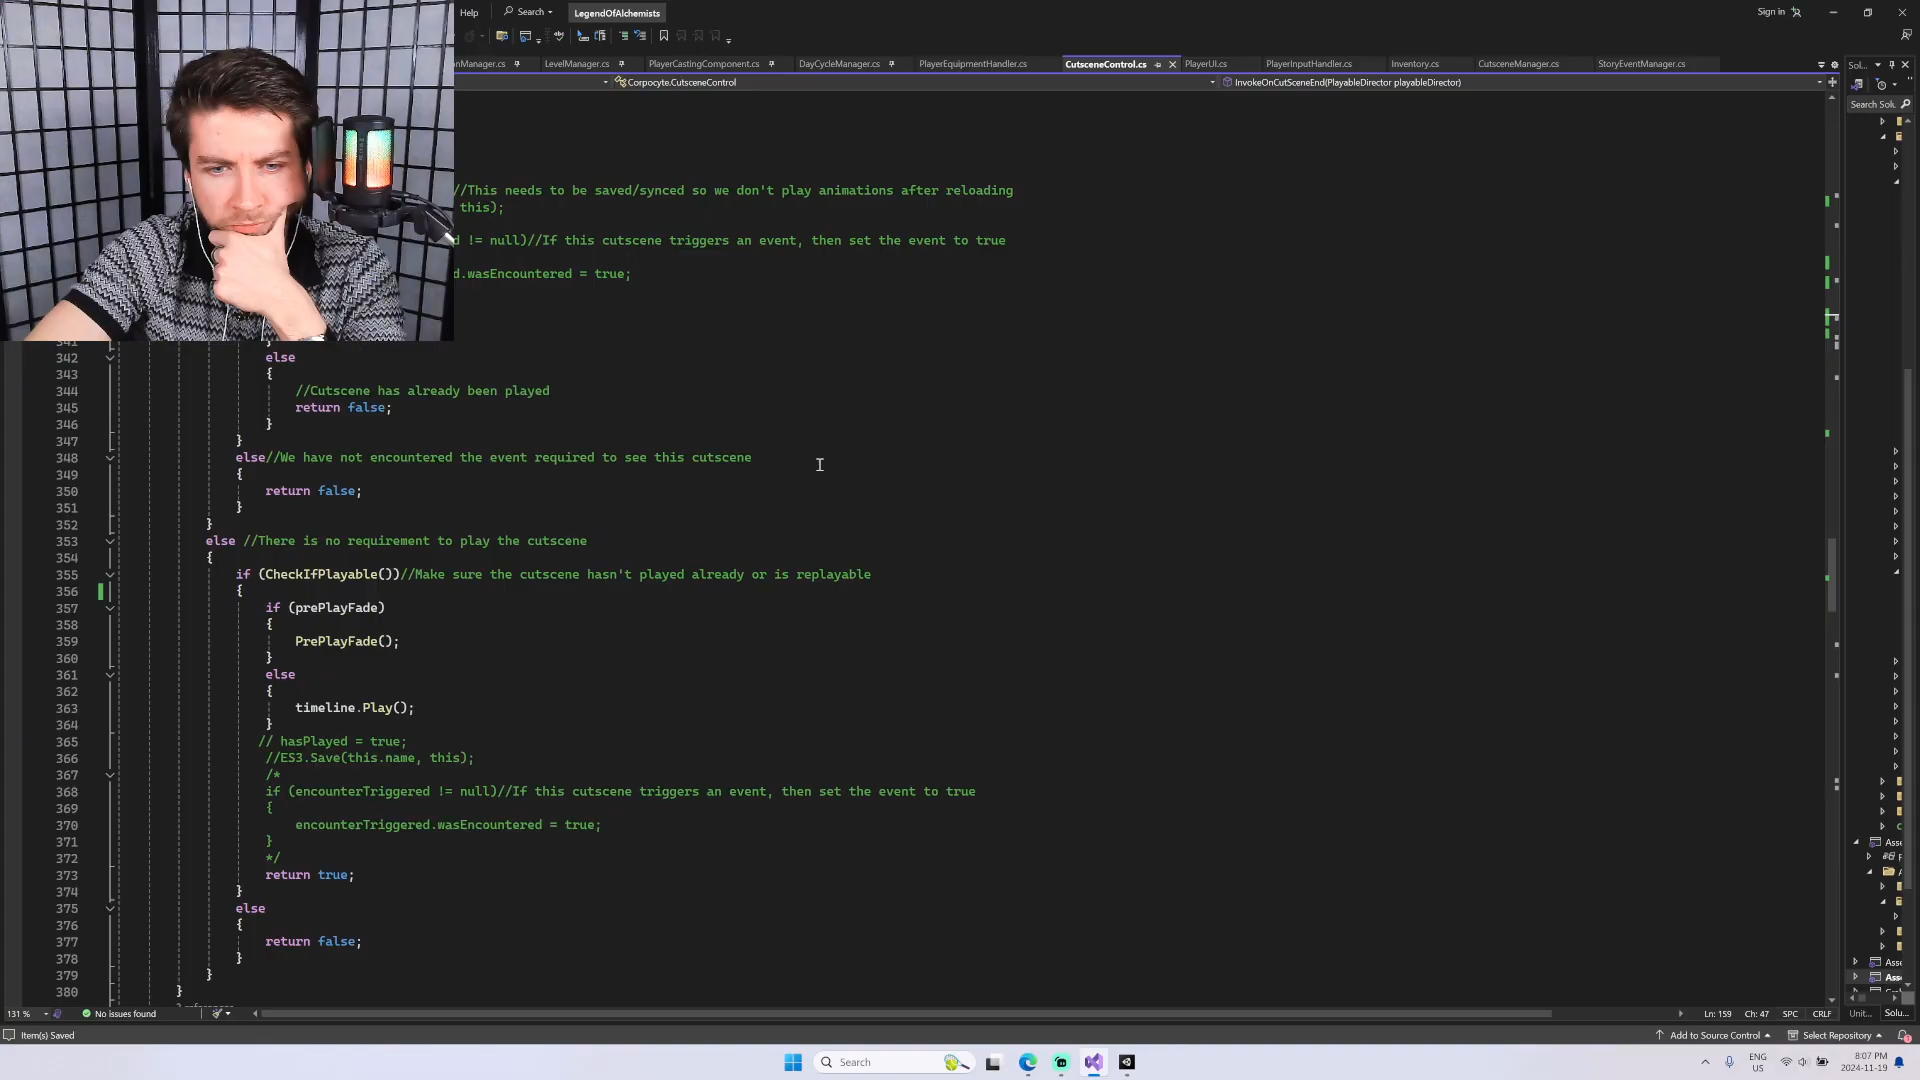 Help
Search
LegendOfAlchemists
Sign in
nManager.cs
LevelManager.cs
PlayerCastingComponent.cs
DayCycleManager.cs
PlayerEquipmentHandler.cs
CutsceneControl.cs
PlayerUI.cs
PlayerInputHandler.cs
Inventory.cs
CutsceneManager.cs
StoryEventManager.cs
Sol...
Corpocyte.CutsceneControl
InvokeOnCutSceneEnd(PlayableDirector playableDirector)
Search Solu
//This needs to be saved/synced so we don't play animations after reloading
this);
d != null)//If this cutscene triggers an event, then set the event to true
d.wasEncountered = true;
341 }
342 else
343 {
344 //Cutscene has already been played
345 return false;
346 }
347 }
348 else//We have not encountered the event required to see this cutscene
349 {
350 return false;
351 }
352 }
353 else //There is no requirement to play the cutscene
354 {
355 if (CheckIfPlayable())//Make sure the cutscene hasn't played already or is replayable
356 {
357 if (prePlayFade)
358 {
359 PrePlayFade();
360 }
361 else
362 {
363 timeline.Play();
364 }
365 // hasPlayed = true;
366 //ES3.Save(this.name, this);
367 /*
368 if (encounterTriggered != null)//If this cutscene triggers an event, then set the event to true
369 {
370 encounterTriggered.wasEncountered = true;
371 }
372 */
373 return true;
374 }
375 else
376 {
377 return false;
378 }
379 }
380 }
Asse
Asse
Asse
131 %
No issues found
Ln: 159
Ch: 47
SPC
CRLF
Unit...
Solu...
Item(s) Saved
Add to Source Control
Select Repository
Search
ENG
US
8:07 PM
2024-11-19